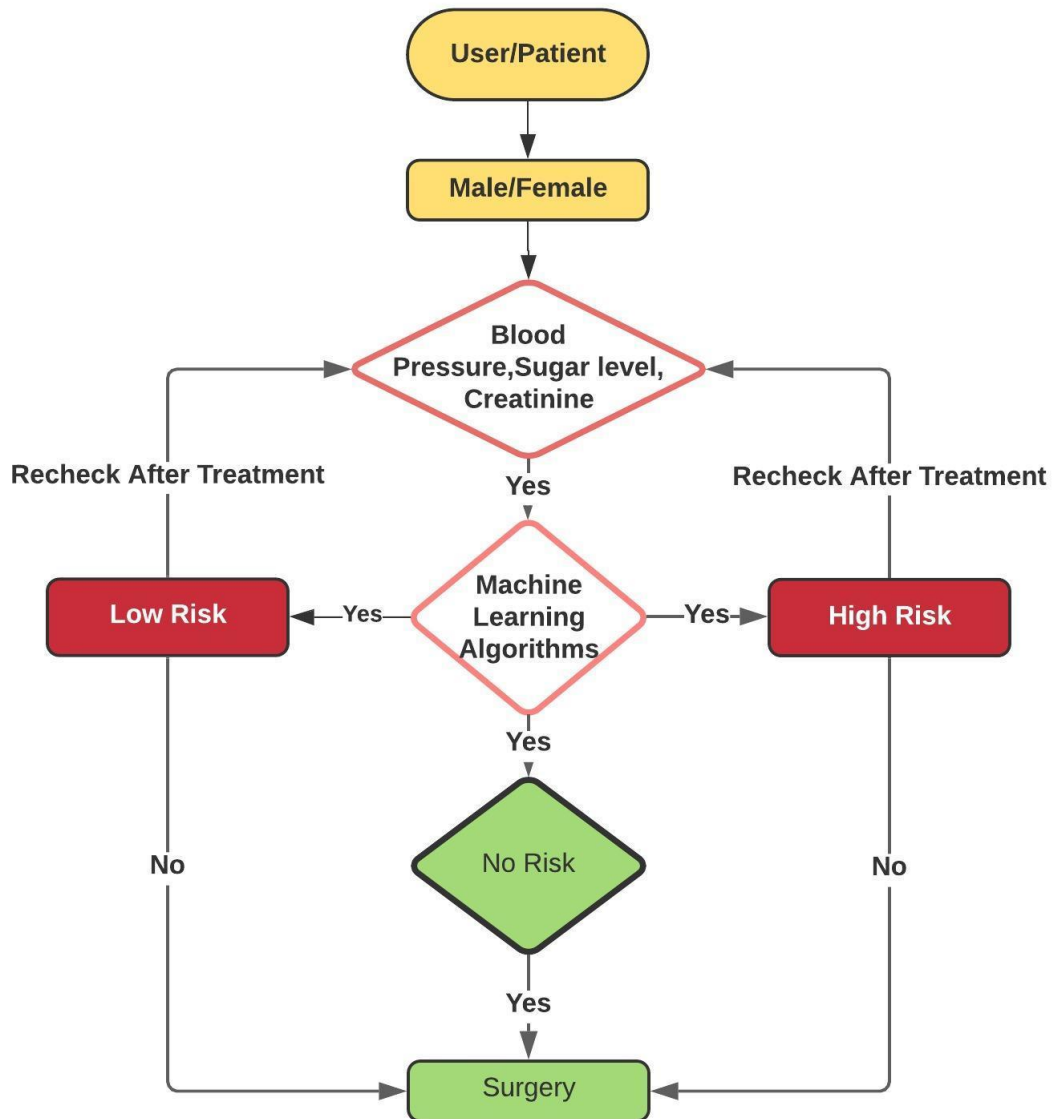 User/Patient
Male/Female
Blood
Pressure,Sugar level,
Creatinine
Recheck After Treatment
Recheck After Treatment
Yes
Machine
Learning
Algorithms
Low Risk
Yes
Yes
High Risk
Yes
No Risk
No
No
Yes
Surgery